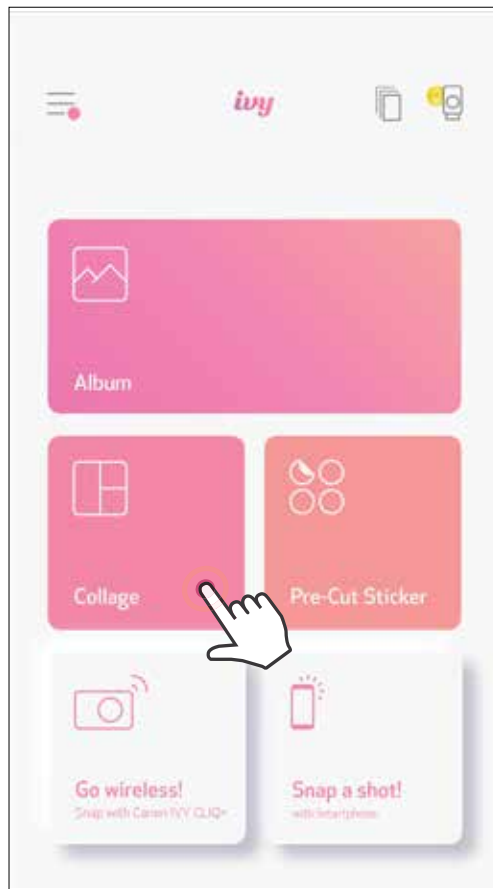 ivy
Album
Collage
Pre-Cut Sticker
Go wireless!
Snap a shot!
Snap with Canon IVY CLIQ+
with smartphone